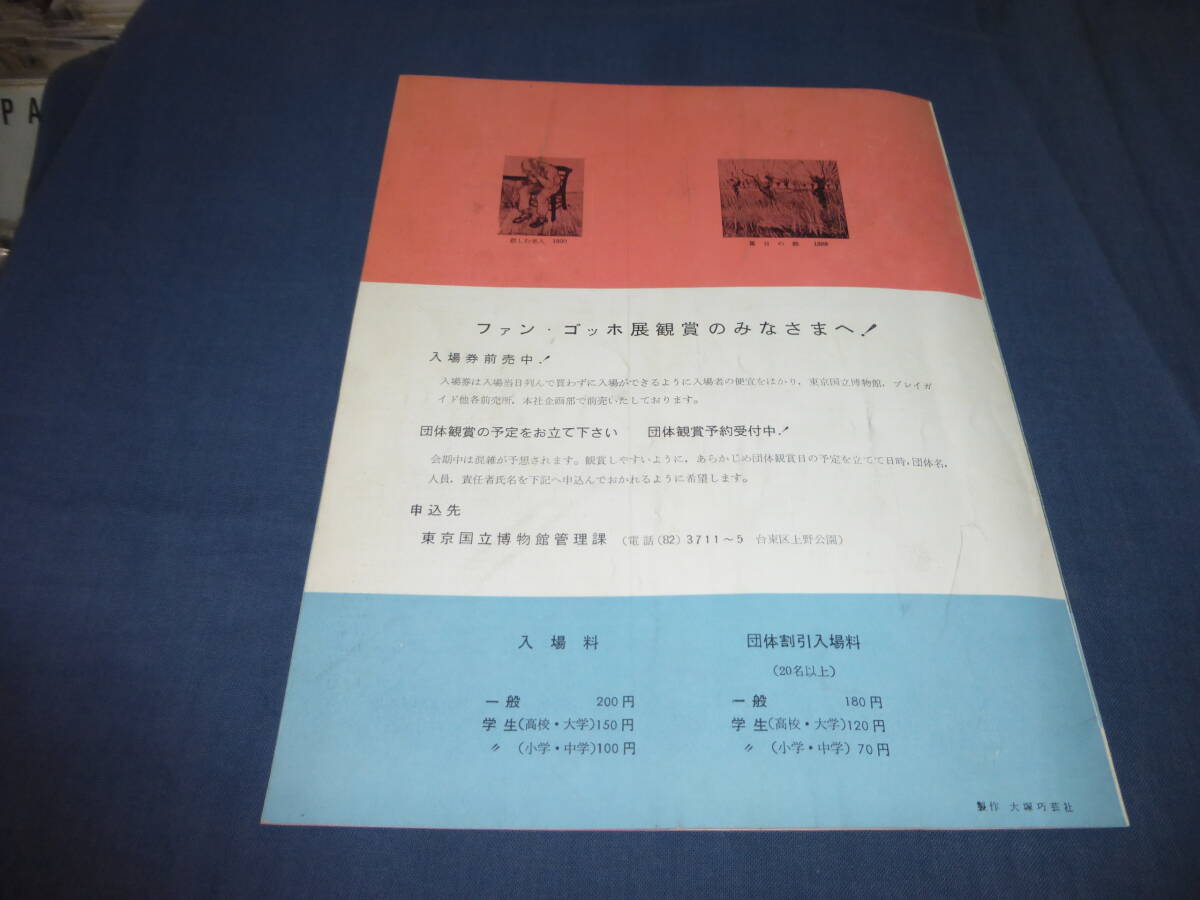 PA
悲しむ老人 1890
夏日の柳 1888
ファン・ゴッホ展観賞のみなさまへ!
入場券前売中!
入場券は入場当日列んで買わずに入場ができるように入場者の便宜をはかり，東京国立博物館，プレイガ
イド他各前売所，本社企画部で前売いたしております。
団体観賞の予定をお立て下さい 団体観賞予約受付中!
会期中は混雑が予想されます。観賞しやすいように，あらかじめ団体観賞日の予定を立てて日時，団体名，
人員，責任者氏名を下記へ申込んでおかれるように希望します。
申込先
東京国立博物館管理課 (電話(82)3711～5 台東区上野公園)
入場料
一般 200円
学生(高校・大学)150円
〃 (小学・中学)100円
団体割引入場料
(20名以上)
一般 180円
学生(高校・大学)120円
〃 (小学・中学) 70円
製作 大塚巧芸社